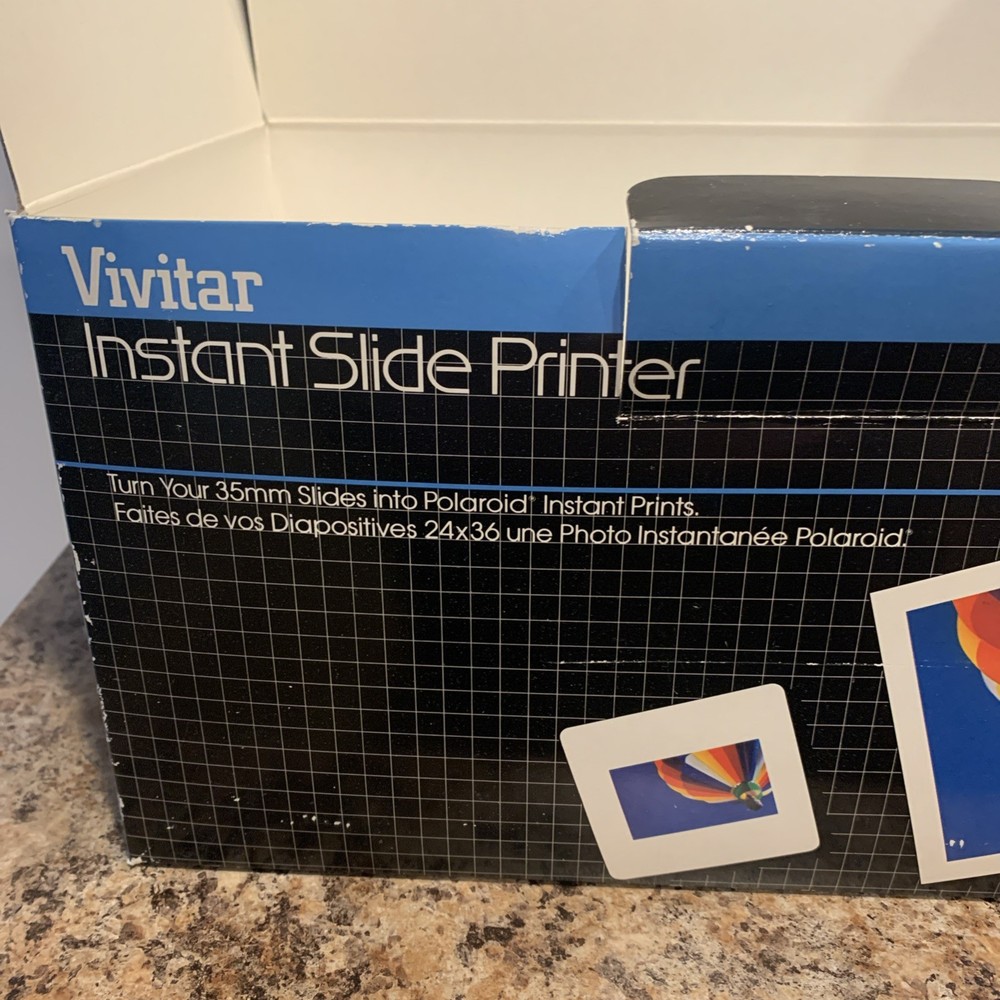 Vivitar
Instant Slide Printer
Turn Your 35mm Slides into Polaroid® Instant Prints.
Faites de vos Diapositives 24x36 une Photo Instantanée Polaroid.®